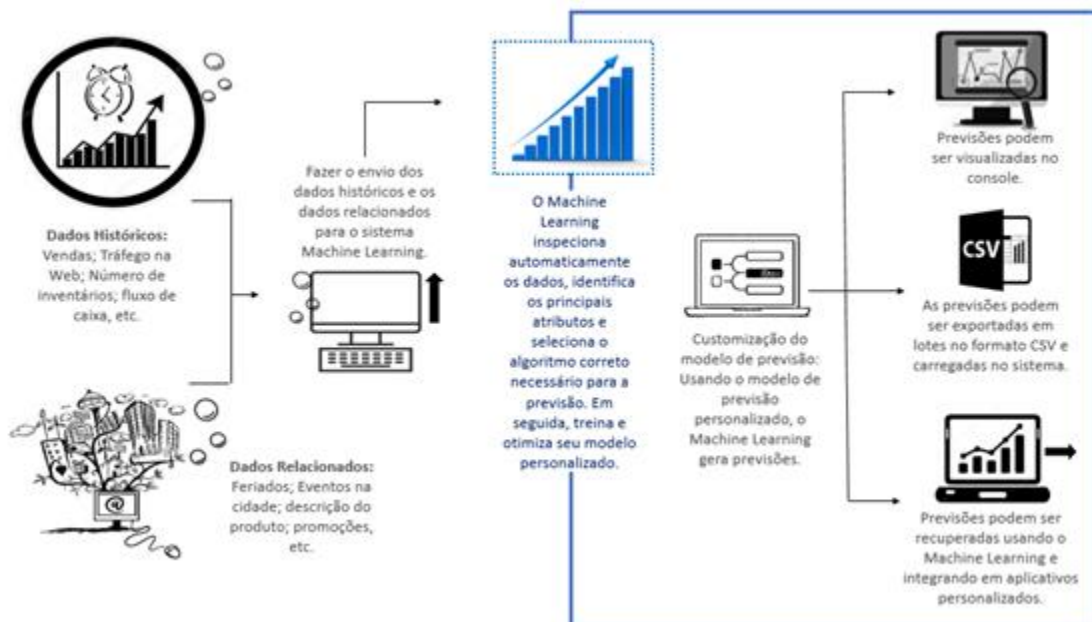 Dados Históricos:
Vendas; Tráfego na
Web; Número de
inventários; fluxo de
caixa, etc.
Dados Relacionados:
Feriados; Eventos na
cidade; descrição do
produto; promoções,
etc.
Fazer o envio dos
dados históricos e os
dados relacionados
para o sistema
Machine Learning.
O Machine
Learning
inspeciona
automaticamente
os dados, identifica
os principais
atributos e
seleciona o
algoritmo correto
necessário para a
previsão. Em
seguida, treina e
otimiza seu modelo
personalizado.
Customização do
modelo de previsão:
Usando o modelo de
previsão
personalizado, o
Machine Learning
gera previsões.
Previsões podem
ser visualizadas no
console.
CSV
As previsões podem
ser exportadas em
lotes no formato CSV e
carregadas no sistema.
Previsões podem ser
recuperadas usando o
Machine Learning e
integrando em aplicativos
personalizados.